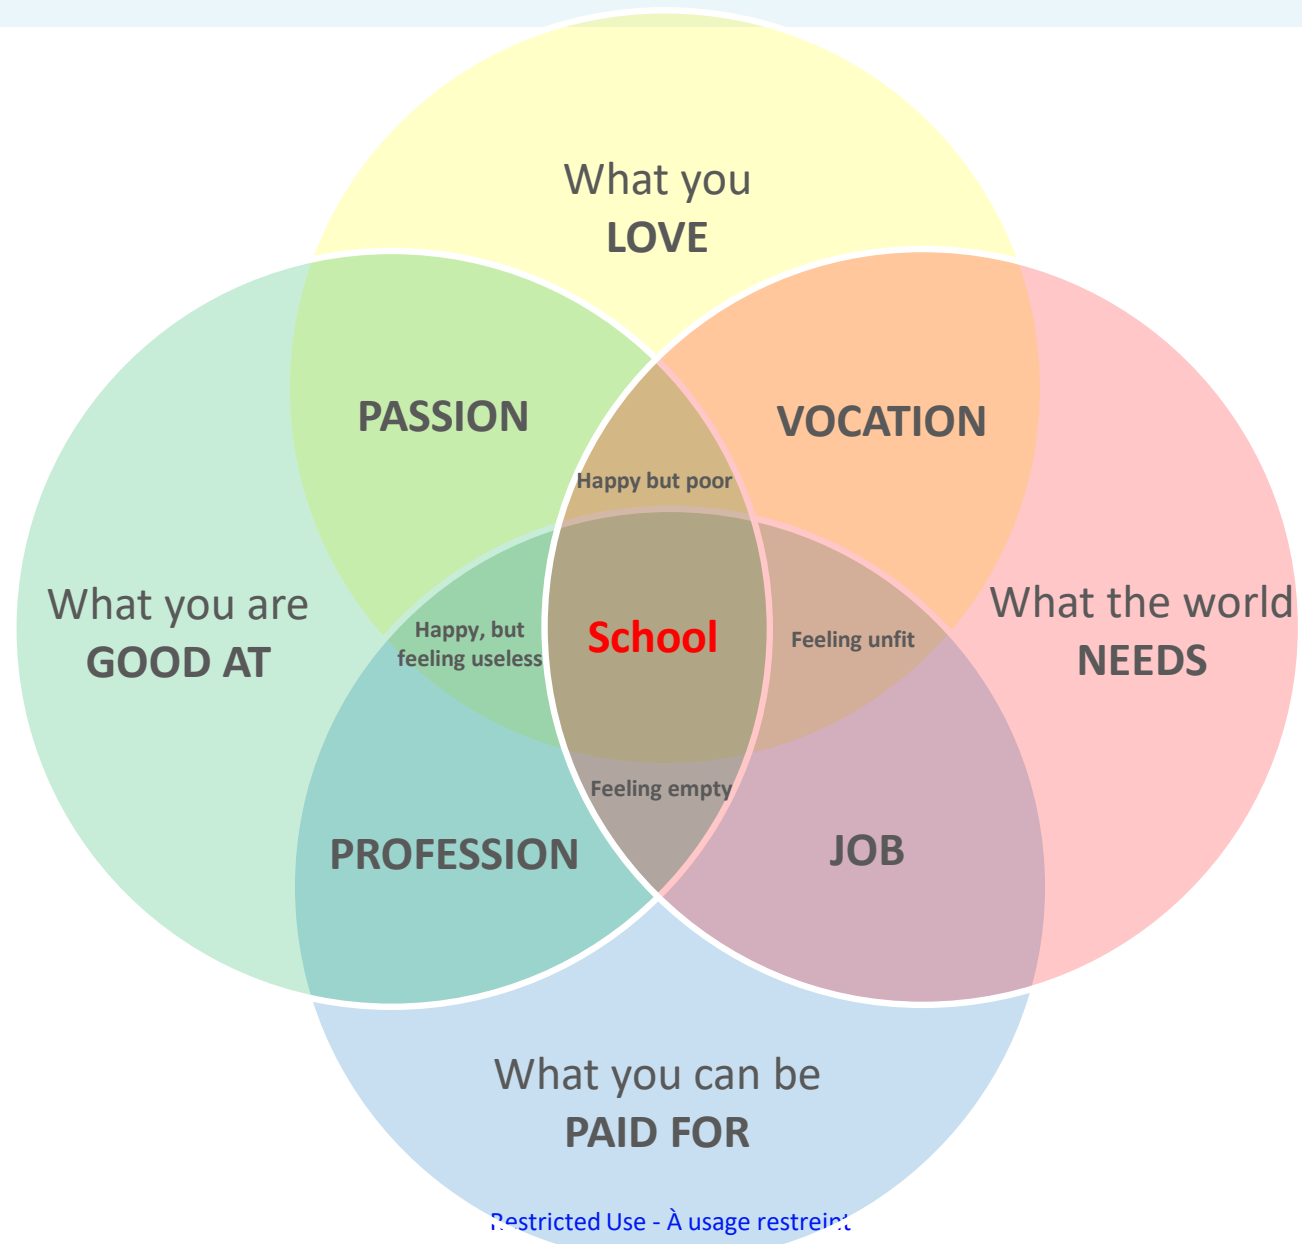 What you
LOVE
PASSION
VOCATION
Happy but poor
What you are
GOOD AT
Happy, but
feeling useless
School
Feeling unfit
What the world
NEEDS
Feeling empty
PROFESSION
JOB
What you can be
PAID FOR
Restricted Use - À usage restreint